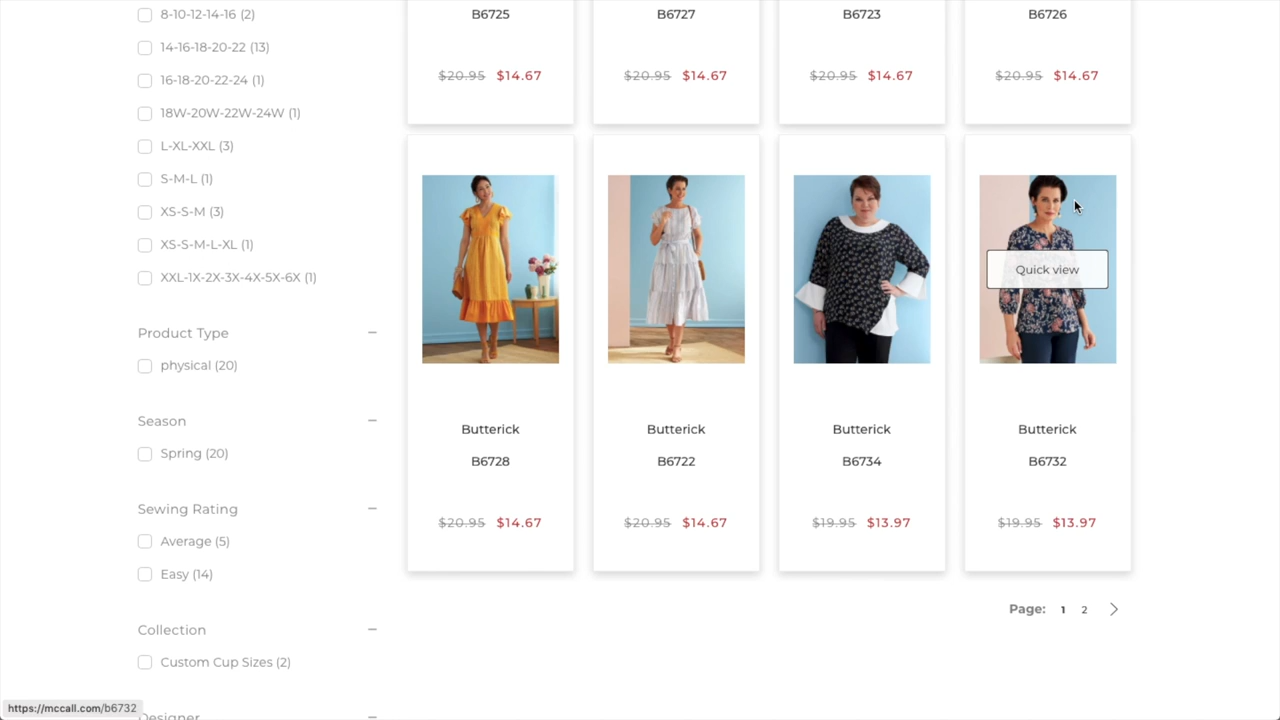 8-10-12-14-16 (2)
14-16-18-20-22 (13)
16-18-20-22-24 (1)
18W-20W-22W-24W (1)
L-XL-XXL (3)
S-M-L (1)
XS-S-M (3)
XS-S-M-L-XL (1)
XXL-1X-2X-3X-4X-5X-6X (1)
Product Type
physical (20)
Season
Spring (20)
Sewing Rating
Average (5)
Easy (14)
Collection
Custom Cup Sizes (2)
Designer
B6725
$20.95 $14.67
B6727
$20.95 $14.67
B6723
$20.95 $14.67
B6726
$20.95 $14.67
Butterick
B6728
$20.95 $14.67
Butterick
B6722
$20.95 $14.67
Butterick
B6734
$19.95 $13.97
Quick view
Butterick
B6732
$19.95 $13.97
Page: 1 2
https://mccall.com/b6732